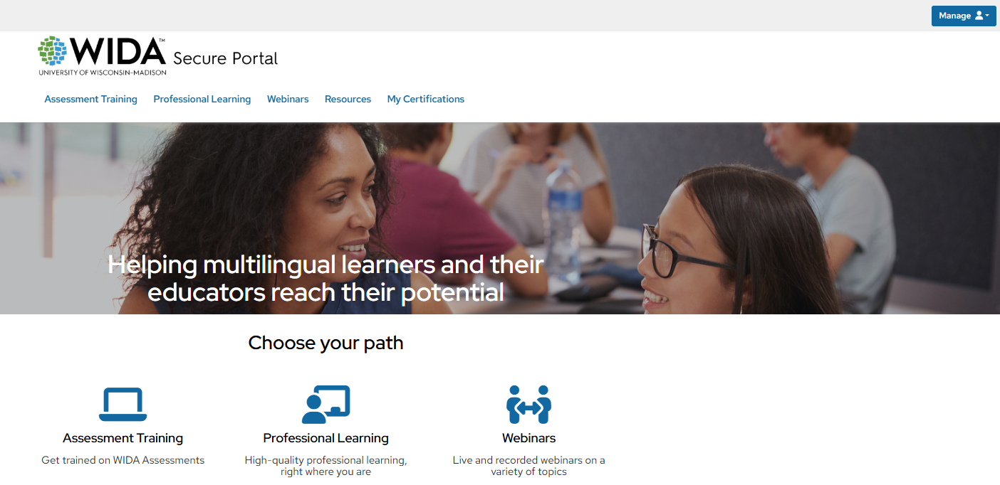 Manage
WIDA™ Secure Portal
UNIVERSITY OF WISCONSIN–MADISON
Assessment Training Professional Learning Webinars Resources My Certifications
Helping multilingual learners and their
educators reach their potential
Choose your path
Assessment Training
Get trained on WIDA Assessments
Professional Learning
High-quality professional learning,
right where you are
Webinars
Live and recorded webinars on a
variety of topics